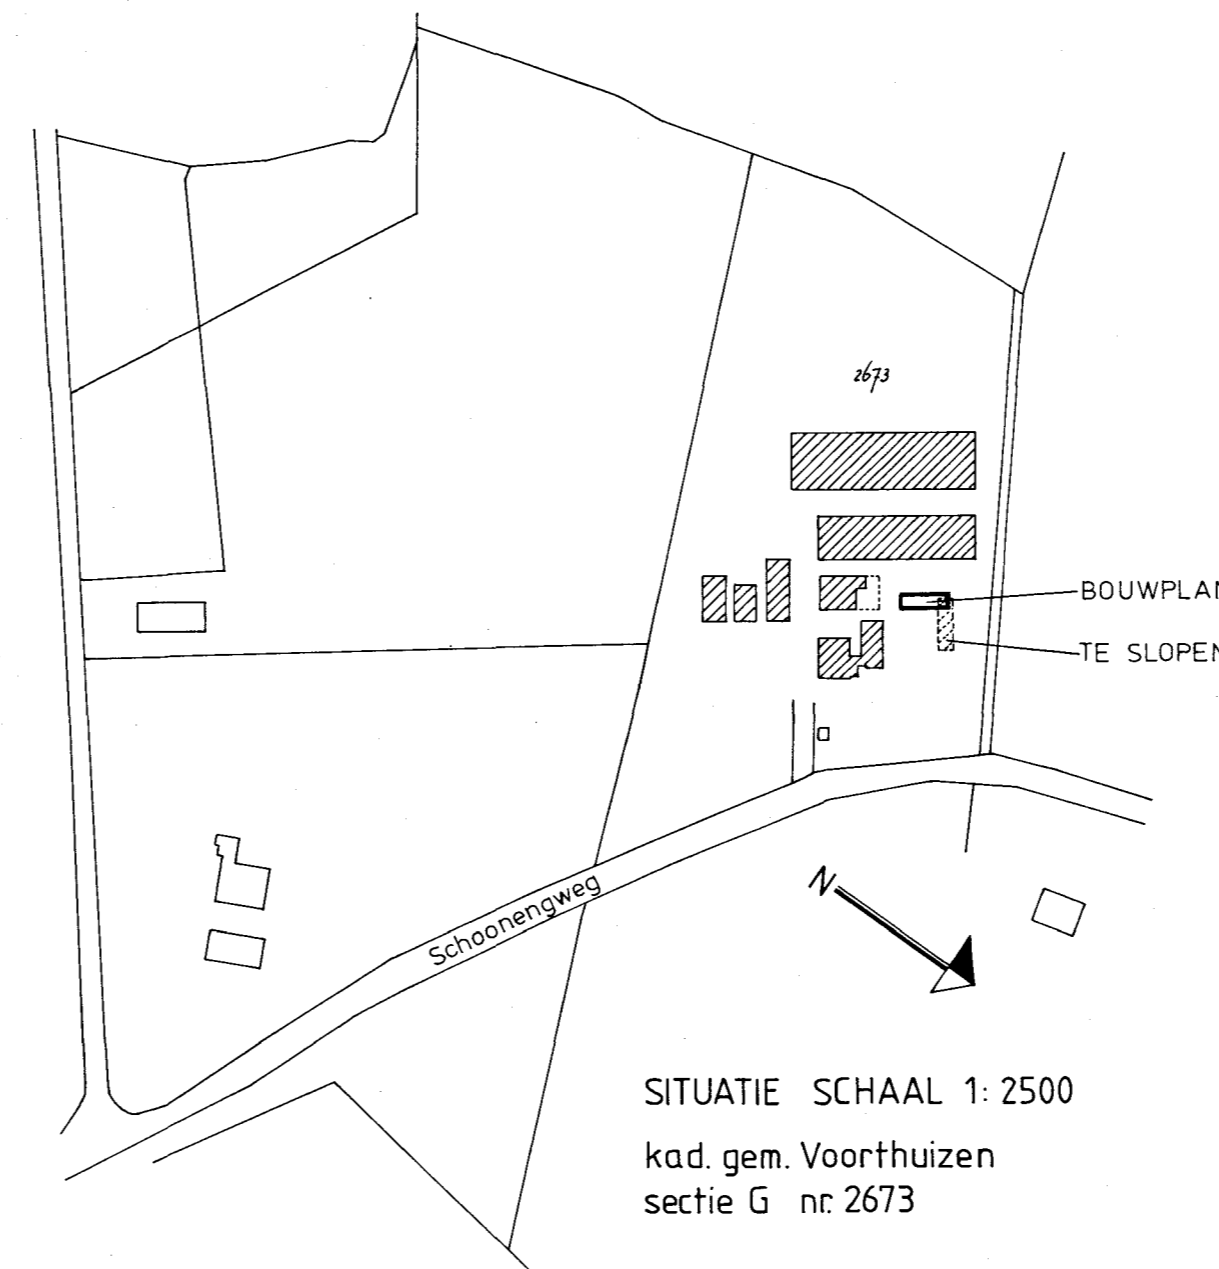 2673
BOUWPLAN
TE SLOPEN
Schoonengweg
N
SITUATIE SCHAAL 1: 2500
kad. gem. Voorthuizen
sectie G nr. 2673